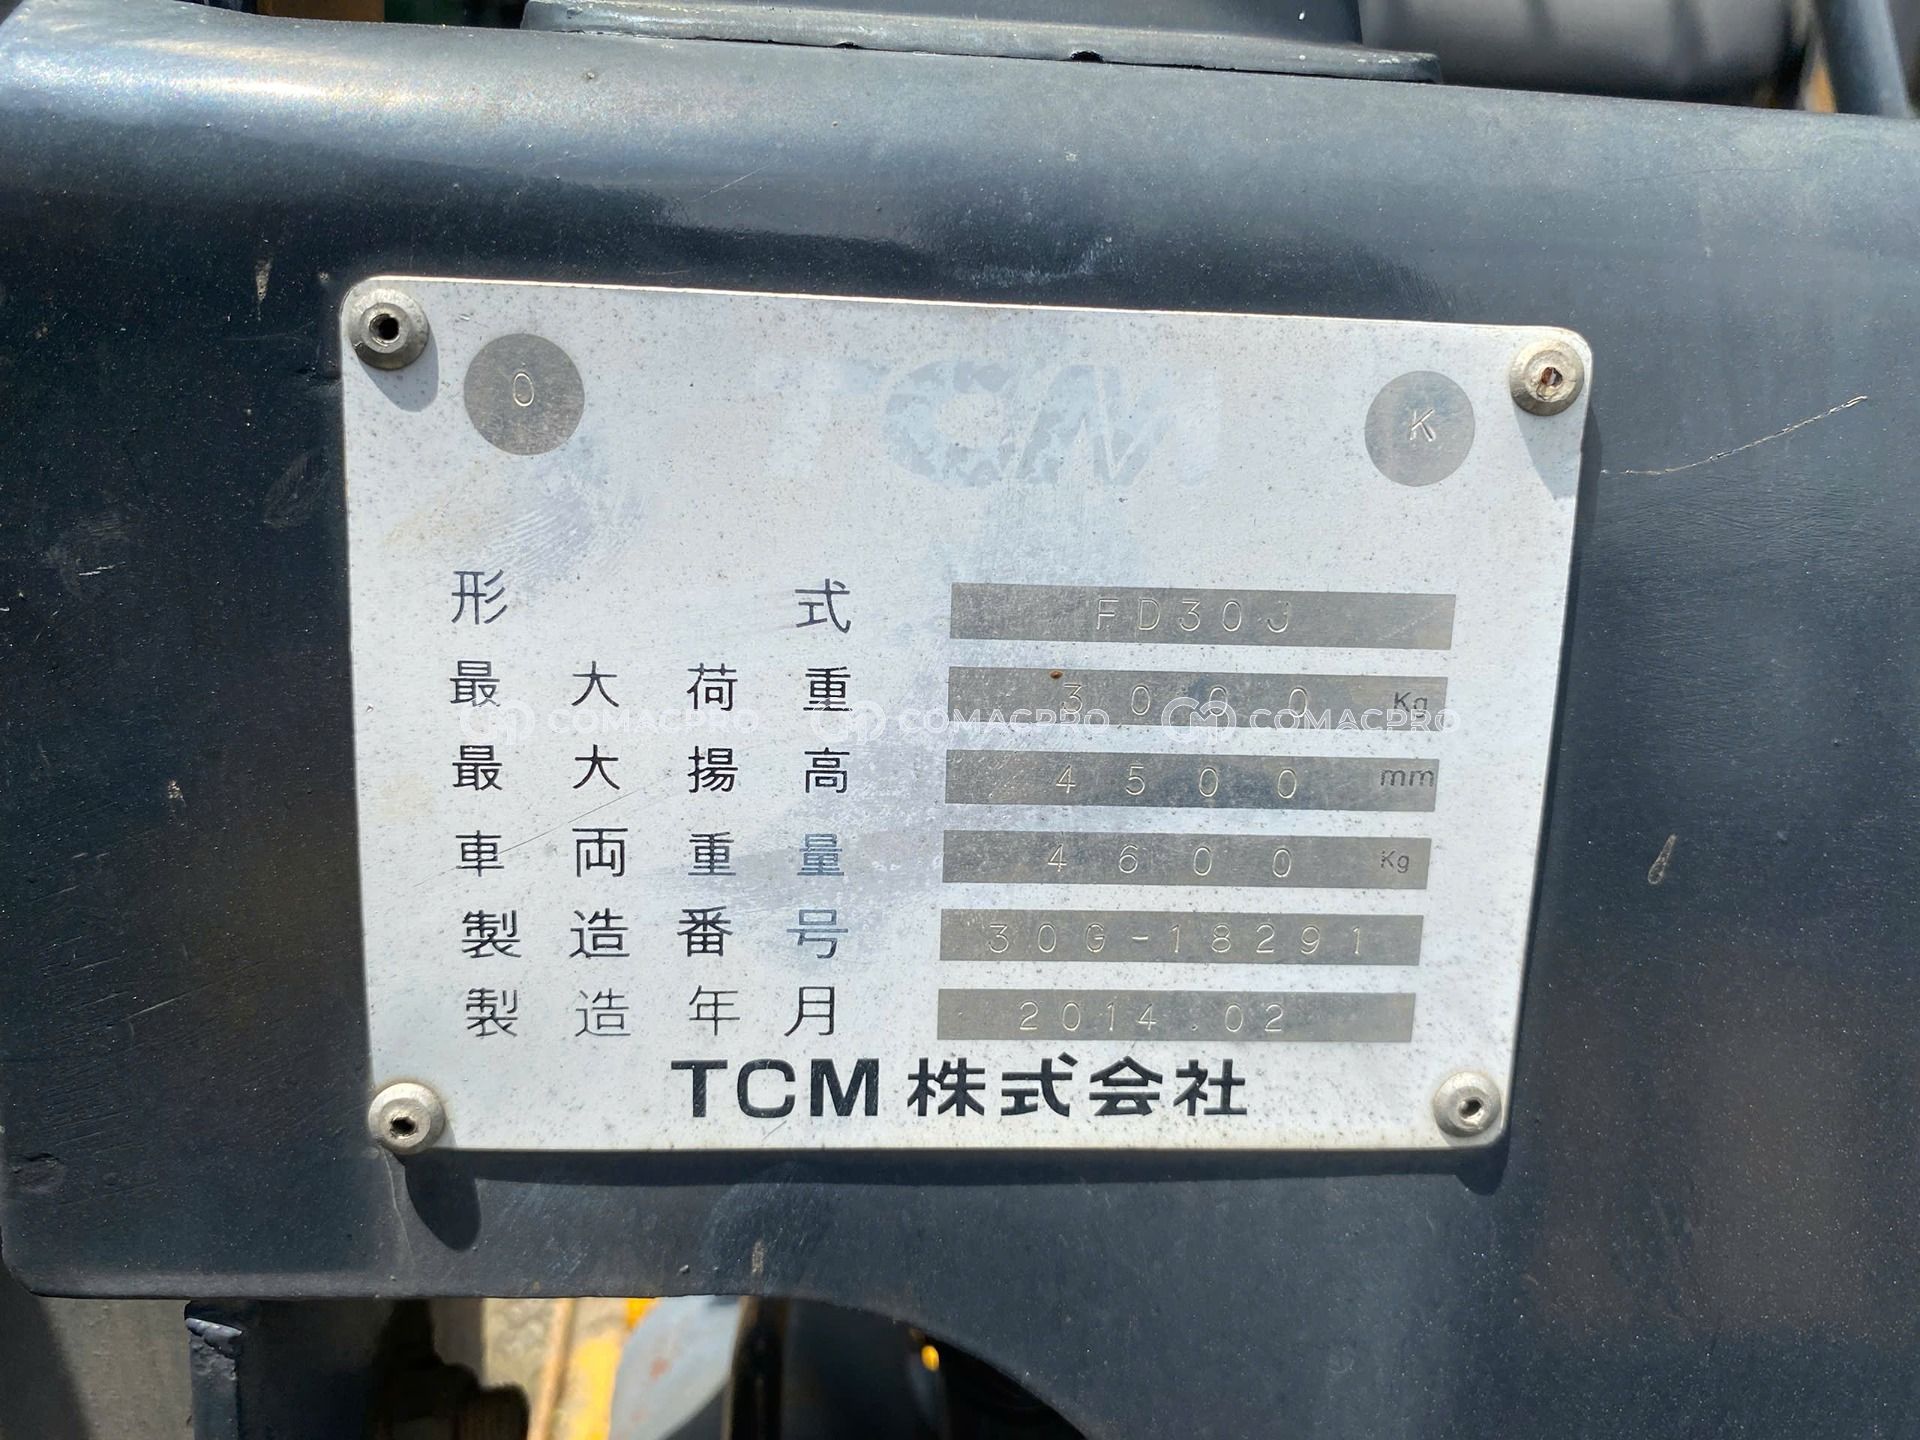 O K
TCM
形 式 FD30J
最大荷重 3000 Kg
最大揚高 4500 mm
車両重量 4600 Kg
製造番号 30G-18291
製造年月 2014.02
TCM 株式会社
COMACPRO COMACPRO COMACPRO